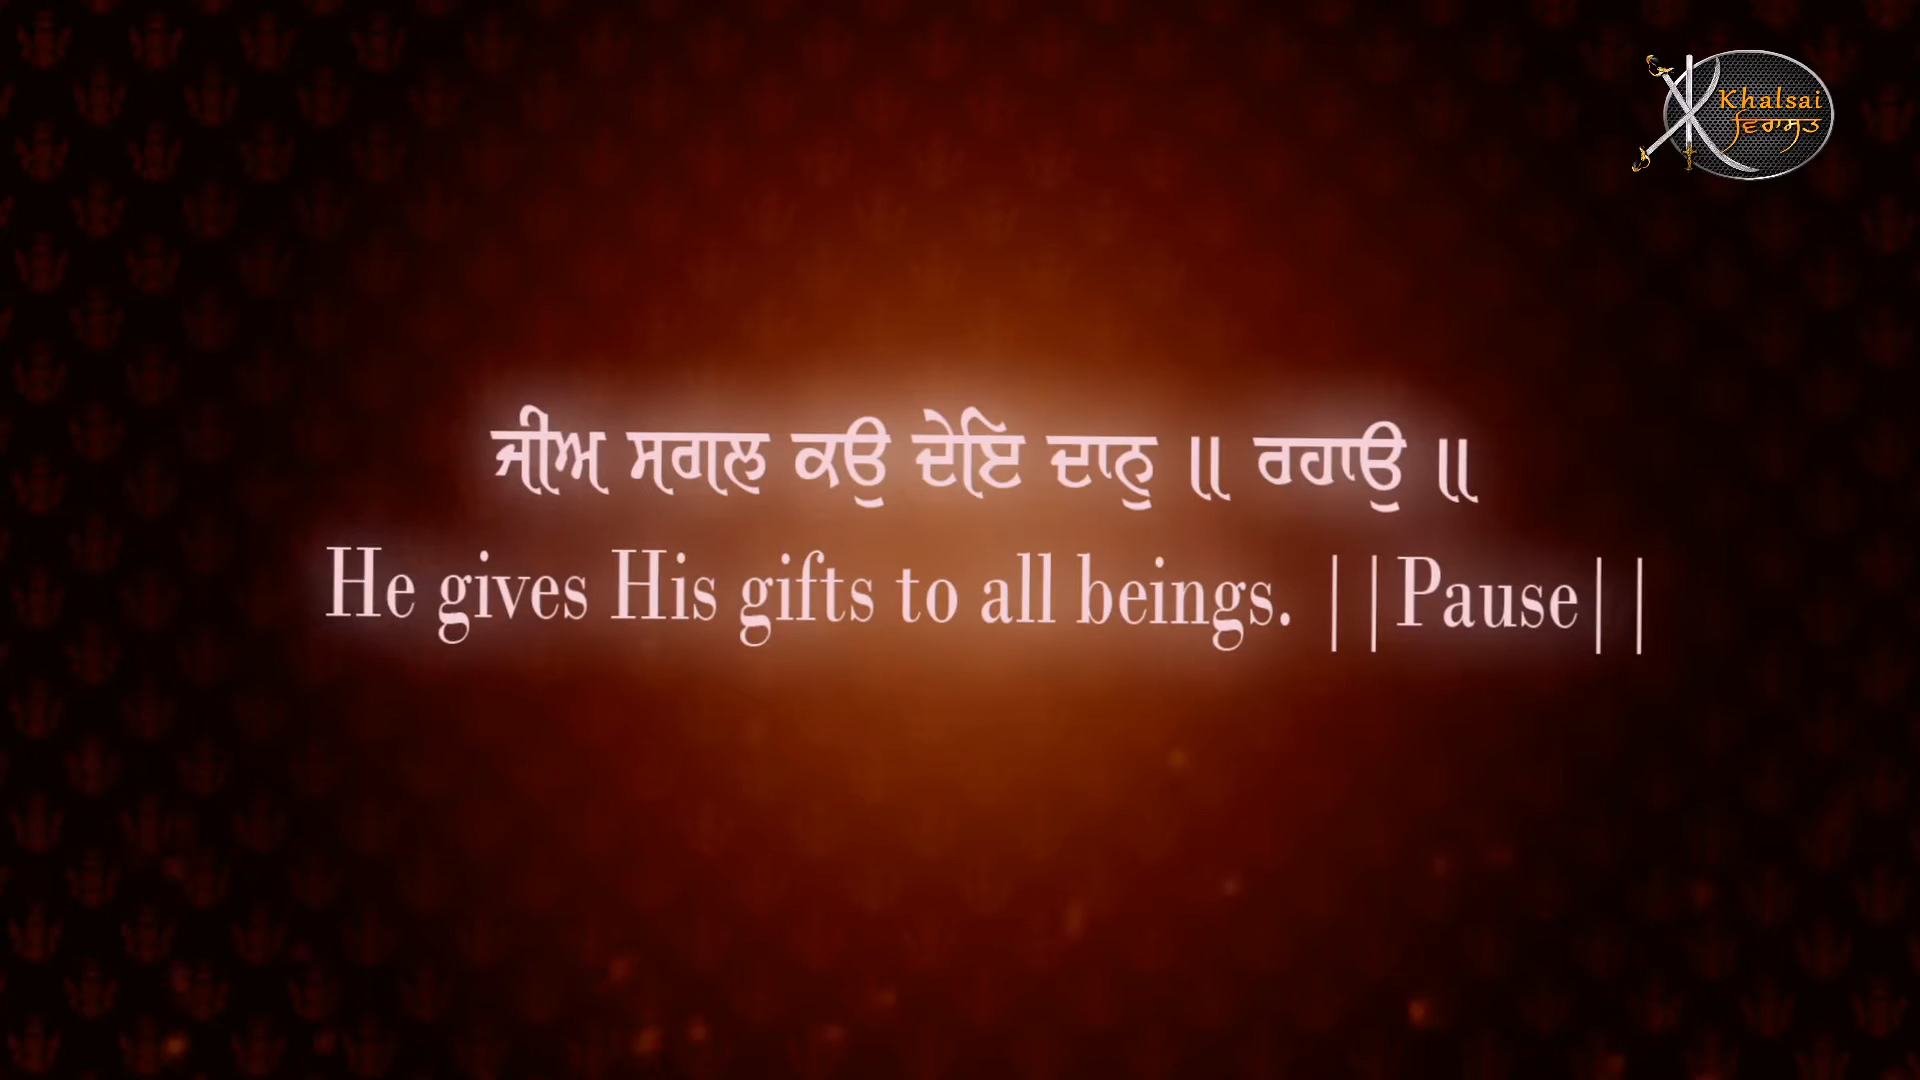 Khalsai
ਵਿਰਾਸਤ
ਜੀਅ ਸਗਲ ਕਉ ਦੇਇ ਦਾਨੁ ॥ ਰਹਾਉ ॥
He gives His gifts to all beings. ||Pause||